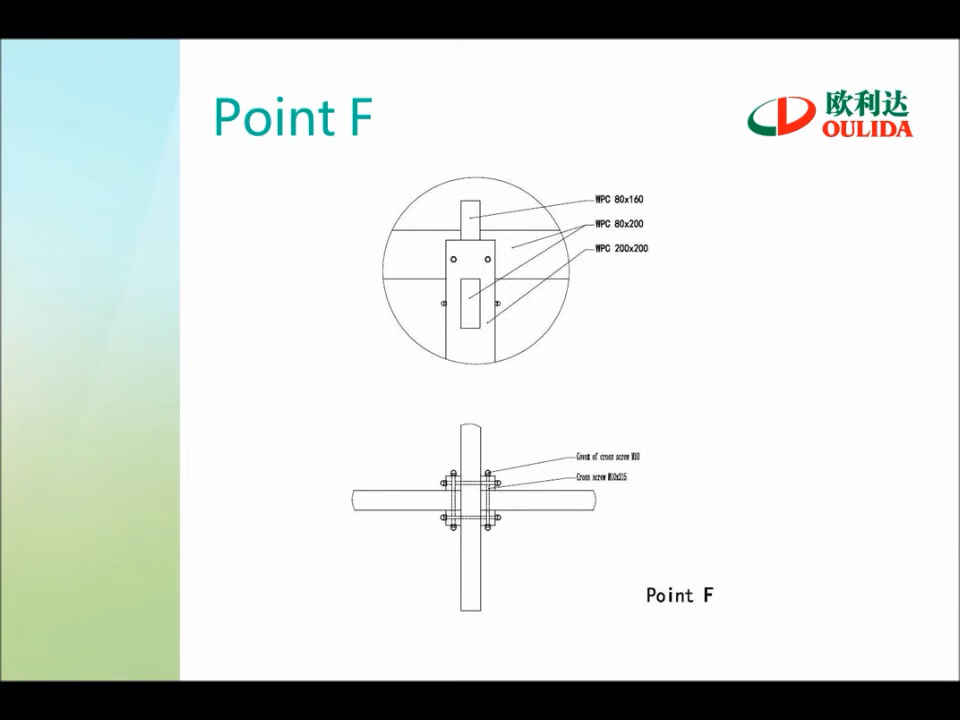 Point F
欧利达
OULIDA
WPC 80x160
WPC 80x200
WPC 200x200
Cover of cross screw M10
Cross screw M10x215
Point F